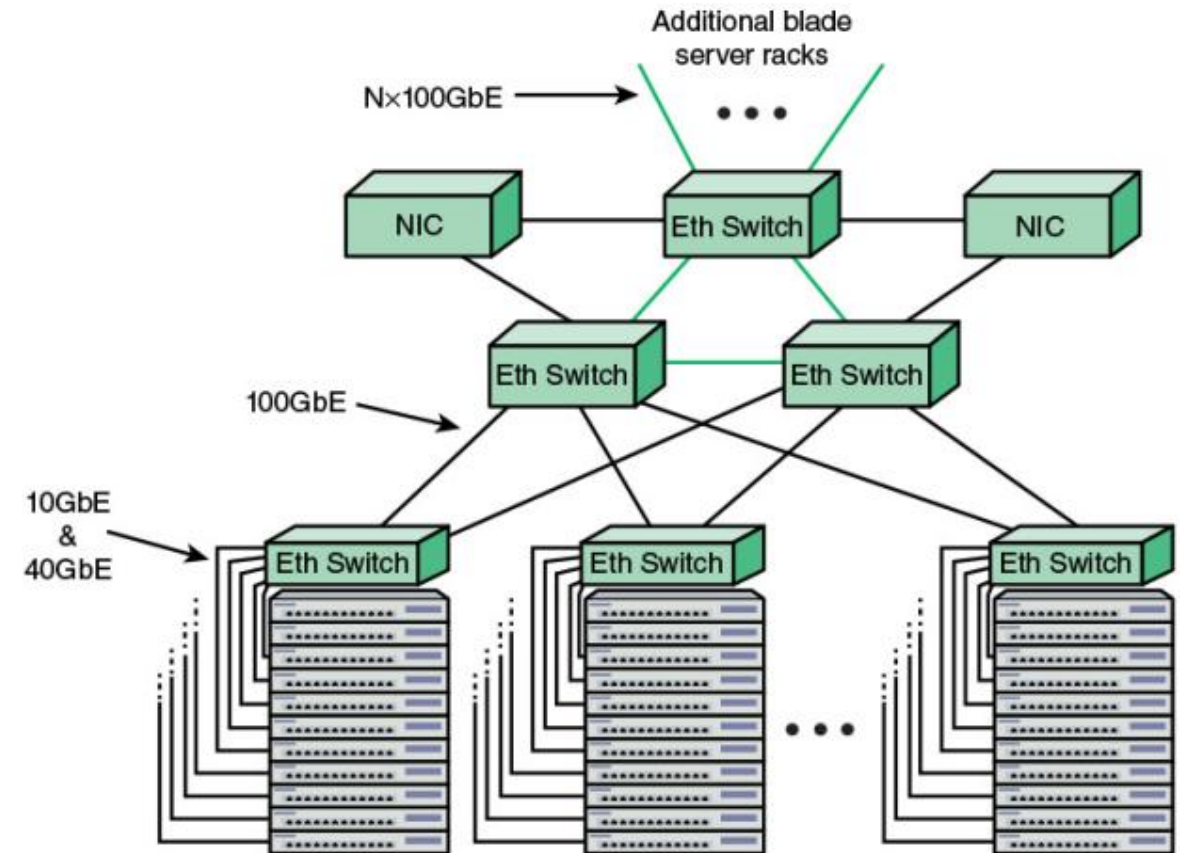 Additional blade
server racks
N×100GbE
NIC
Eth Switch
NIC
Eth Switch
Eth Switch
100GbE
10GbE
&
40GbE
Eth Switch
Eth Switch
Eth Switch